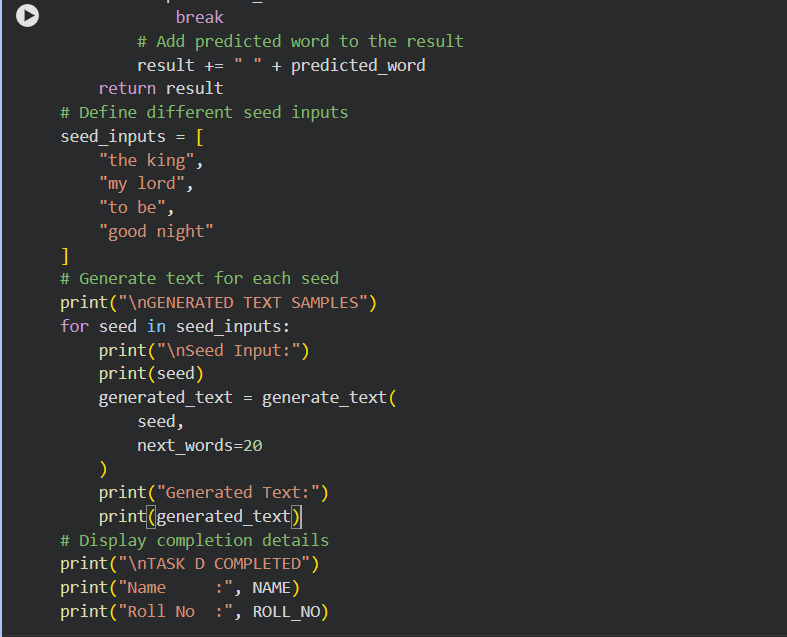 break
# Add predicted word to the result
result += " " + predicted_word
return result
# Define different seed inputs
seed_inputs = [
"the king",
"my lord",
"to be",
"good night"
]
# Generate text for each seed
print("\nGENERATED TEXT SAMPLES")
for seed in seed_inputs:
print("\nSeed Input:")
print(seed)
generated_text = generate_text(
seed,
next_words=20
)
print("Generated Text:")
print(generated_text)
# Display completion details
print("\nTASK D COMPLETED")
print("Name     :", NAME)
print("Roll No  :", ROLL_NO)